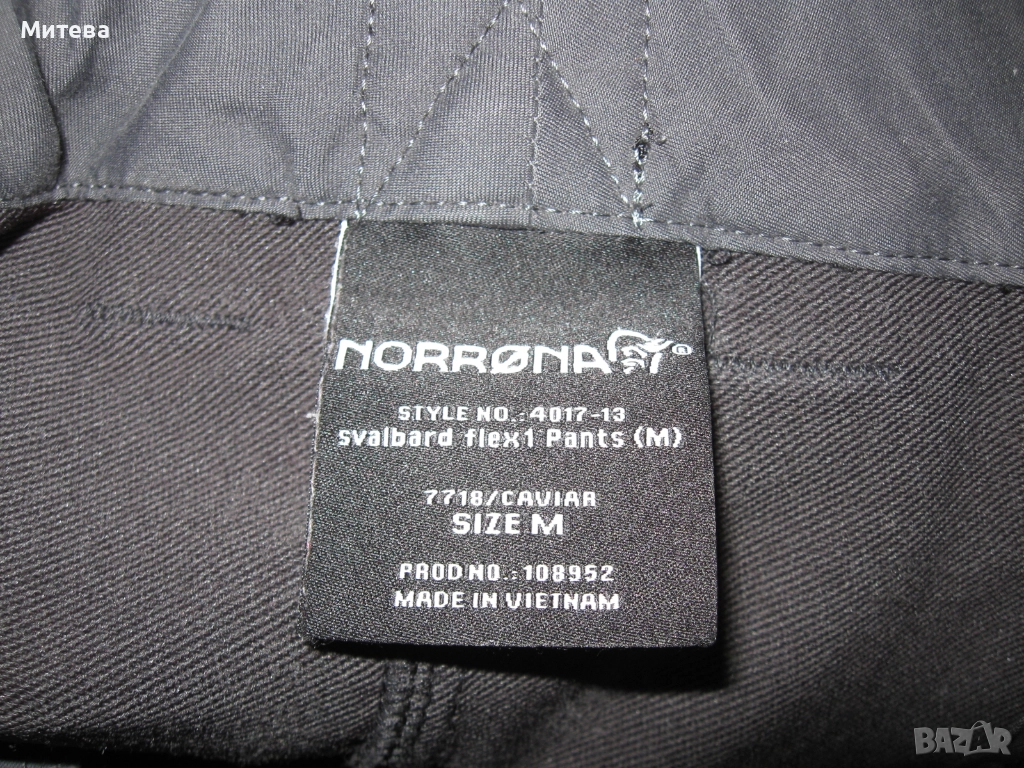 Митева
NORRØNA®
STYLE NO.: 4017-13
svalbard flex1 Pants (M)
7718/CAVIAR
SIZE M
PROD NO.: 108952
MADE IN VIETNAM
BAZAR